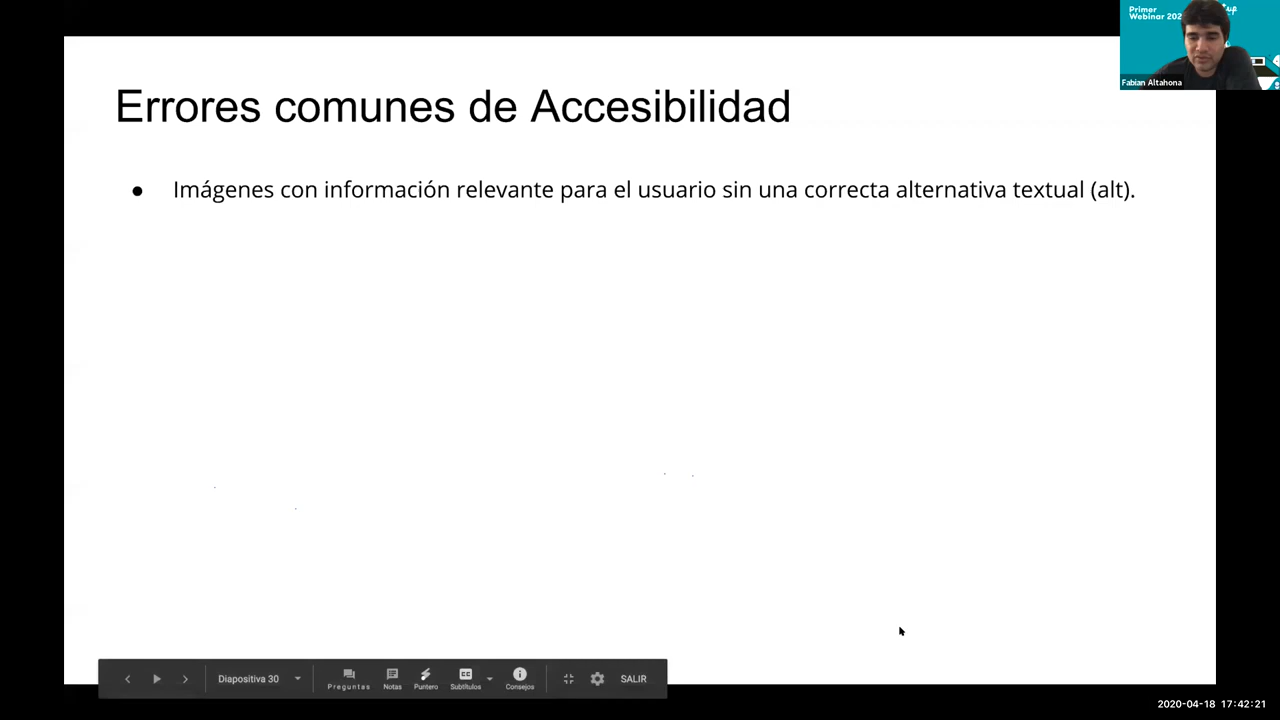 Primer
Webinar 202
Fabian Altahona
Errores comunes de Accesibilidad
● Imágenes con información relevante para el usuario sin una correcta alternativa textual (alt).
Diapositiva 30
Preguntas
Notas
Puntero
CC
Subtítulos
Consejos
SALIR
2020-04-18 17:42:21